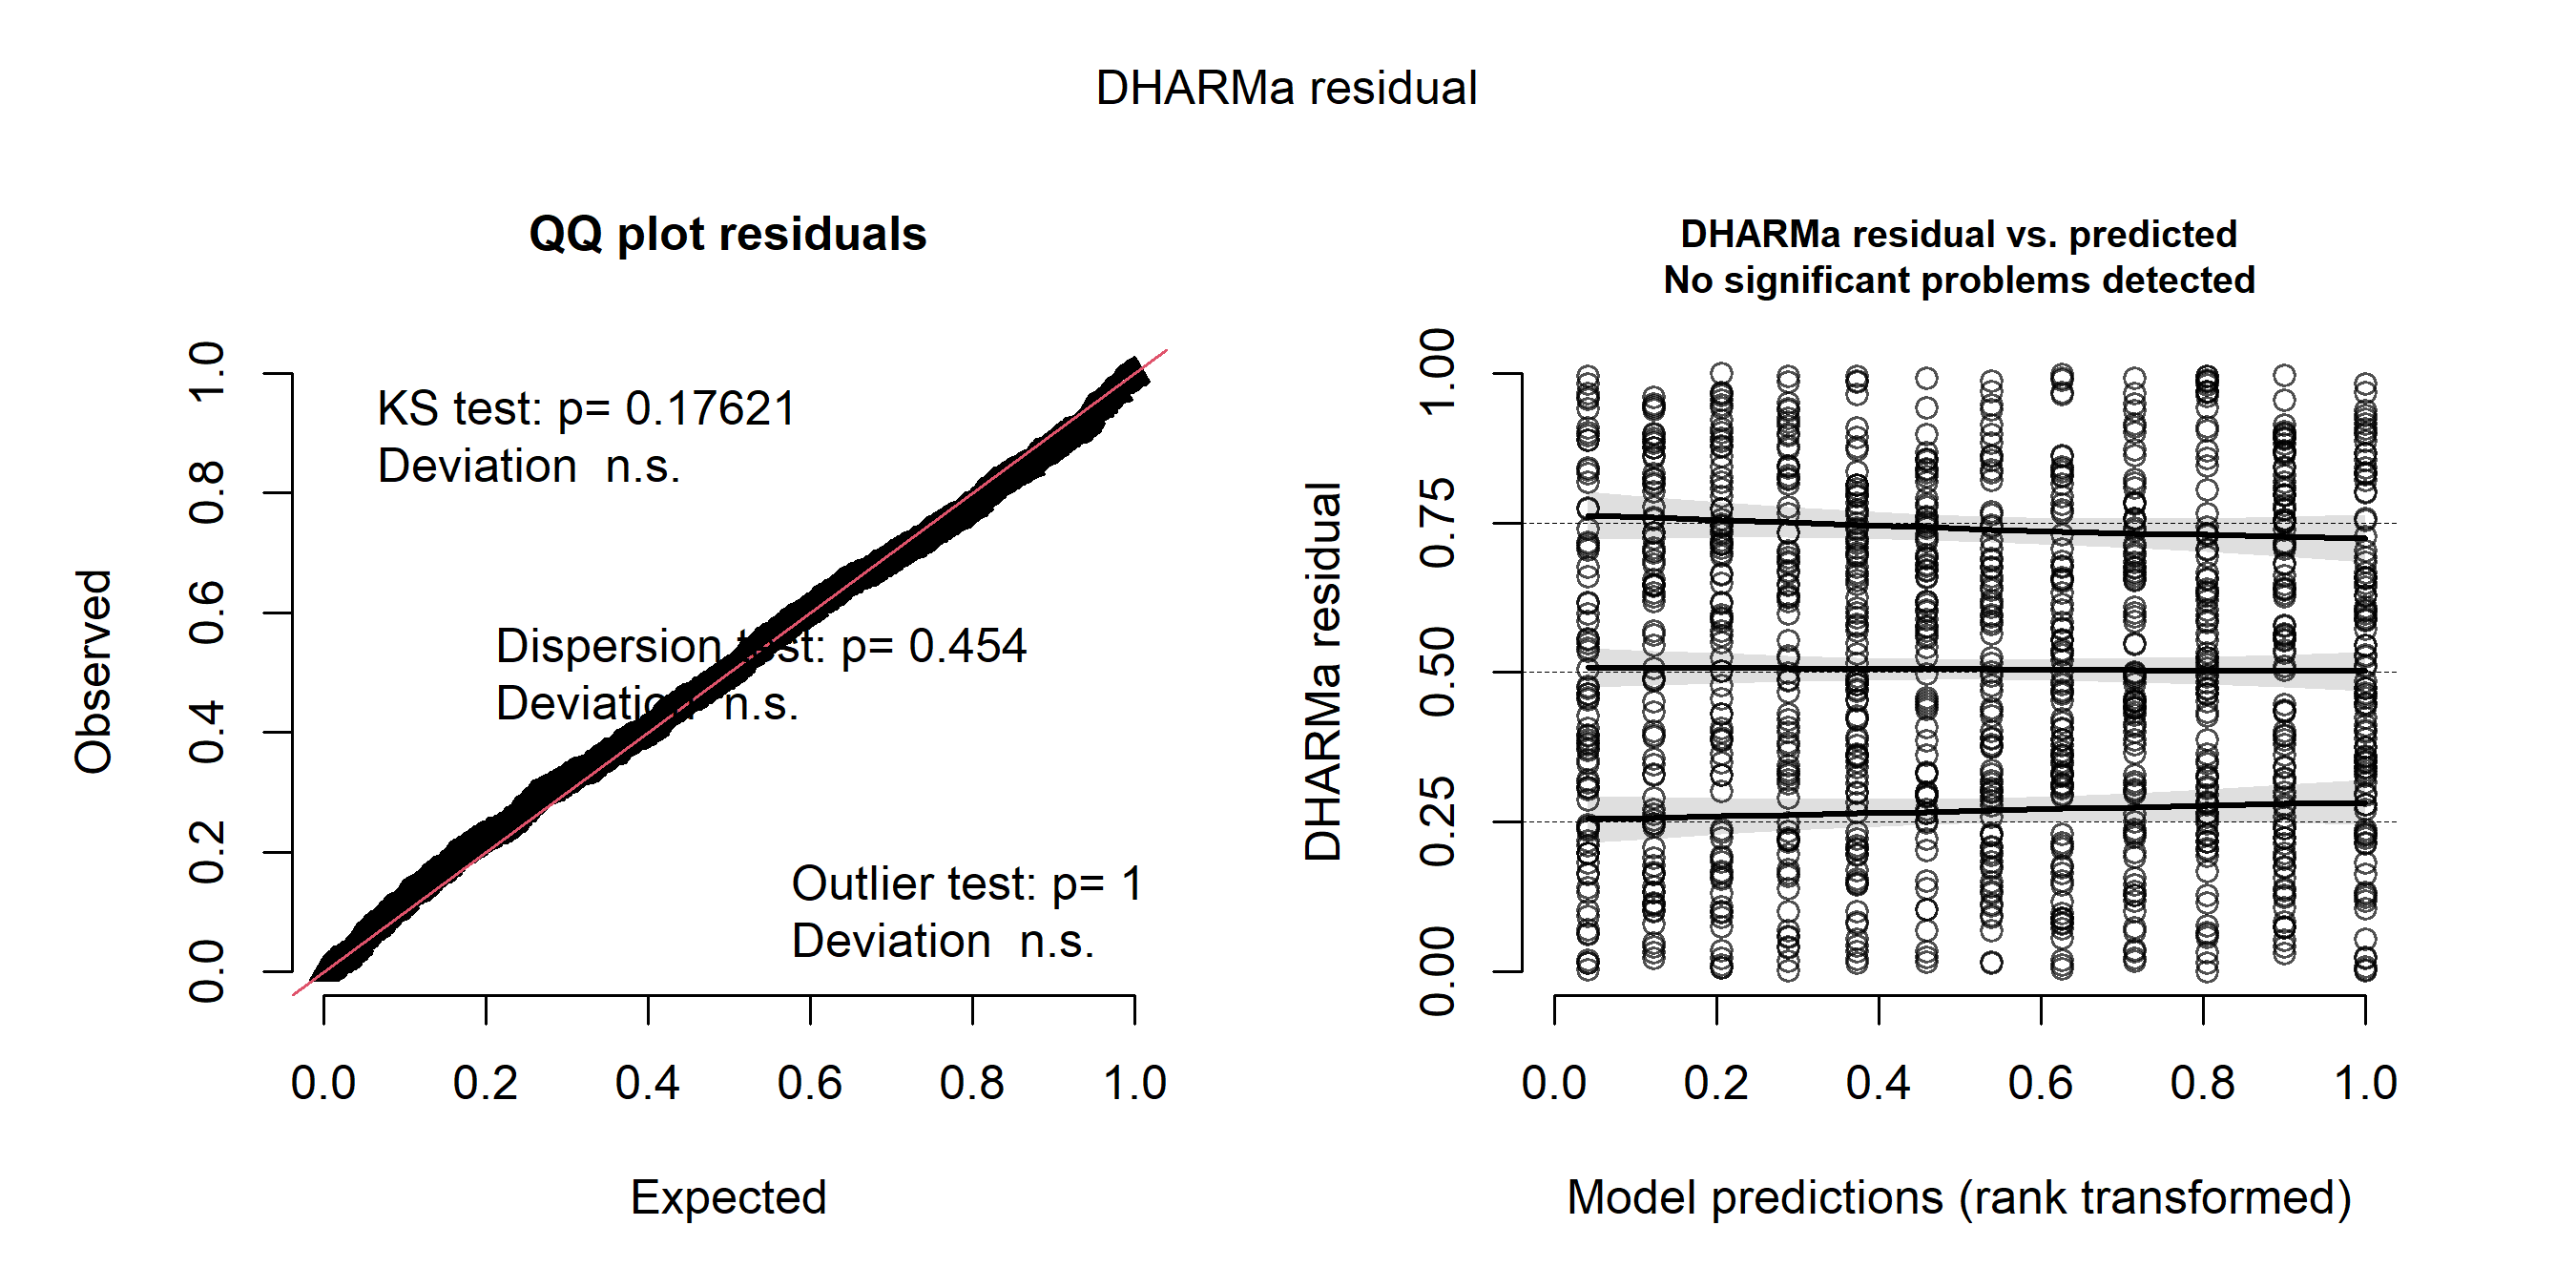 DHARMa residual
QQ plot residuals
KS test: p= 0.17621
Deviation  n.s.
Dispersion test: p= 0.454
Deviation  n.s.
Outlier test: p= 1
Deviation  n.s.
Observed
0.0 0.2 0.4 0.6 0.8 1.0
0.0 0.2 0.4 0.6 0.8 1.0
Expected
DHARMa residual vs. predicted
No significant problems detected
DHARMa residual
0.00 0.25 0.50 0.75 1.00
0.0 0.2 0.4 0.6 0.8 1.0
Model predictions (rank transformed)